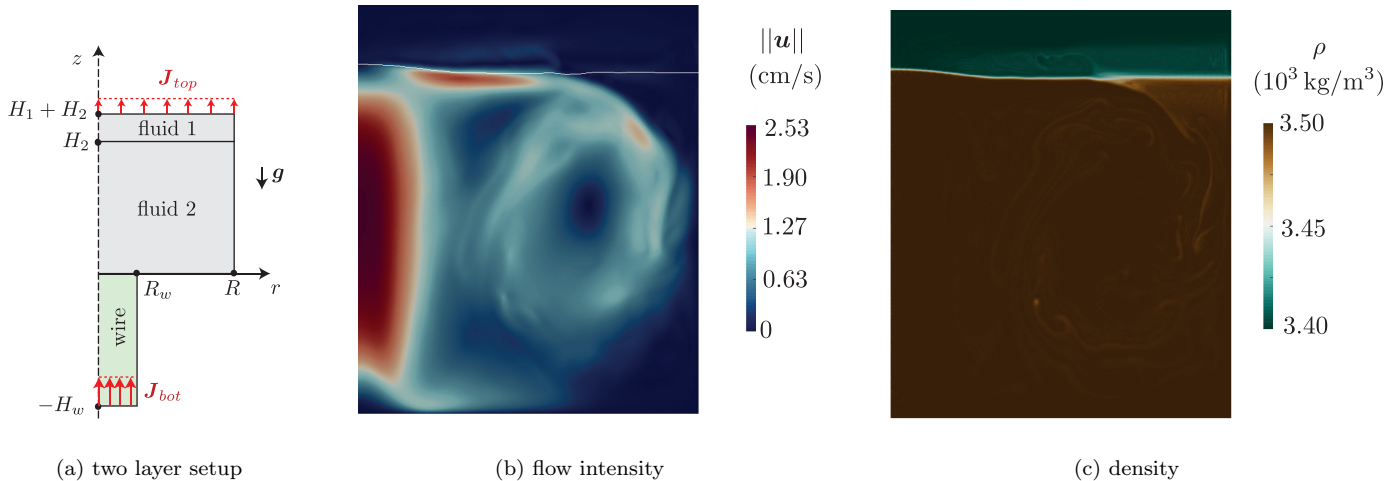 z
J_top
H_1 + H_2
fluid 1
H_2
g
fluid 2
R_w
R
r
wire
J_bot
−H_w
(a) two layer setup
||u||
(cm/s)
2.53
1.90
1.27
0.63
0
(b) flow intensity
ρ
(10^3 kg/m^3)
3.50
3.45
3.40
(c) density